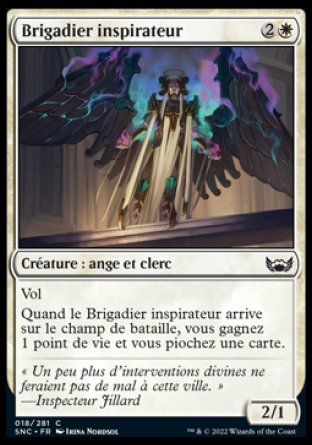 Brigadier inspirateur 2
Créature : ange et clerc
Vol
Quand le Brigadier inspirateur arrive
sur le champ de bataille, vous gagnez
1 point de vie et vous piochez une carte.
« Un peu plus d'interventions divines ne
feraient pas de mal à cette ville. »
—Inspecteur Jillard
018/281 C
SNC • FR Irina Nordsol
™ & © 2022 Wizards of the Coast
2/1